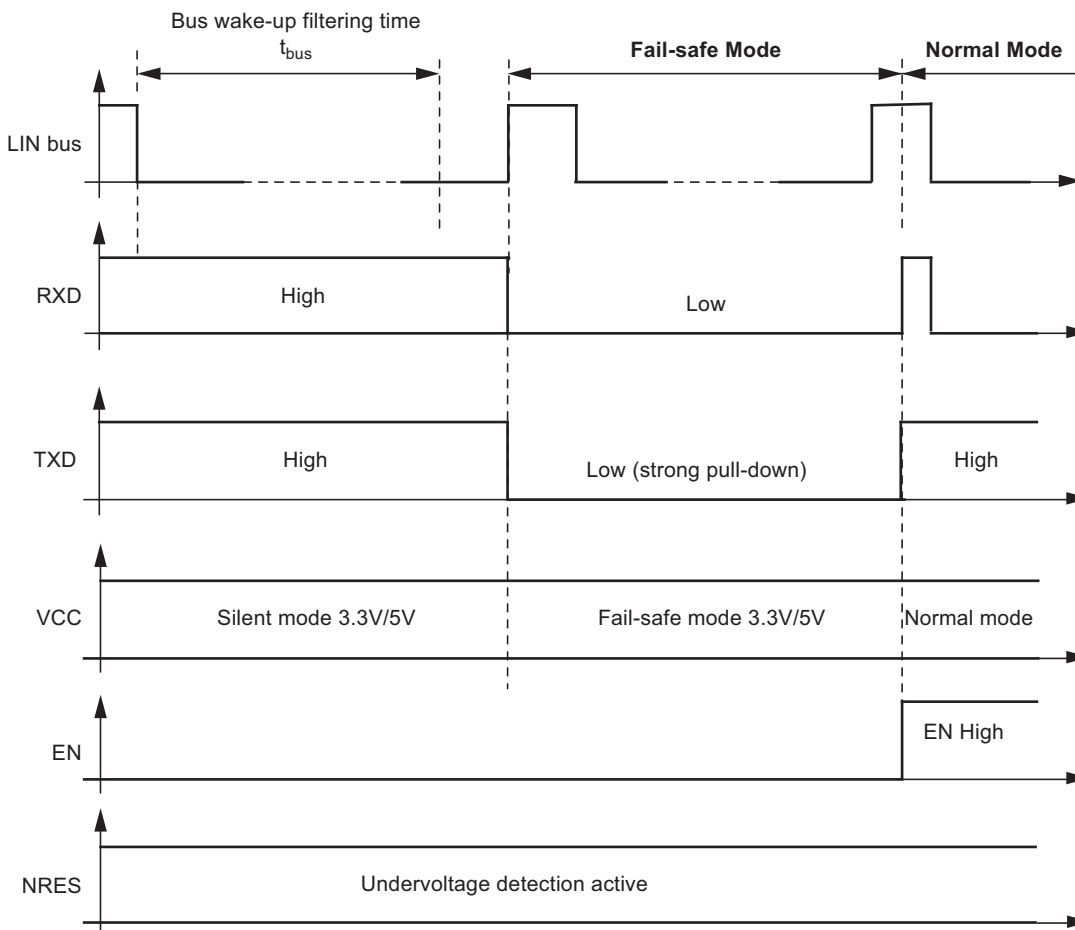 Bus wake-up filtering time
tbus
Fail-safe Mode
Normal Mode
LIN bus
RXD
High
Low
TXD
High
Low (strong pull-down)
High
VCC
Silent mode 3.3V/5V
Fail-safe mode 3.3V/5V
Normal mode
EN
EN High
NRES
Undervoltage detection active